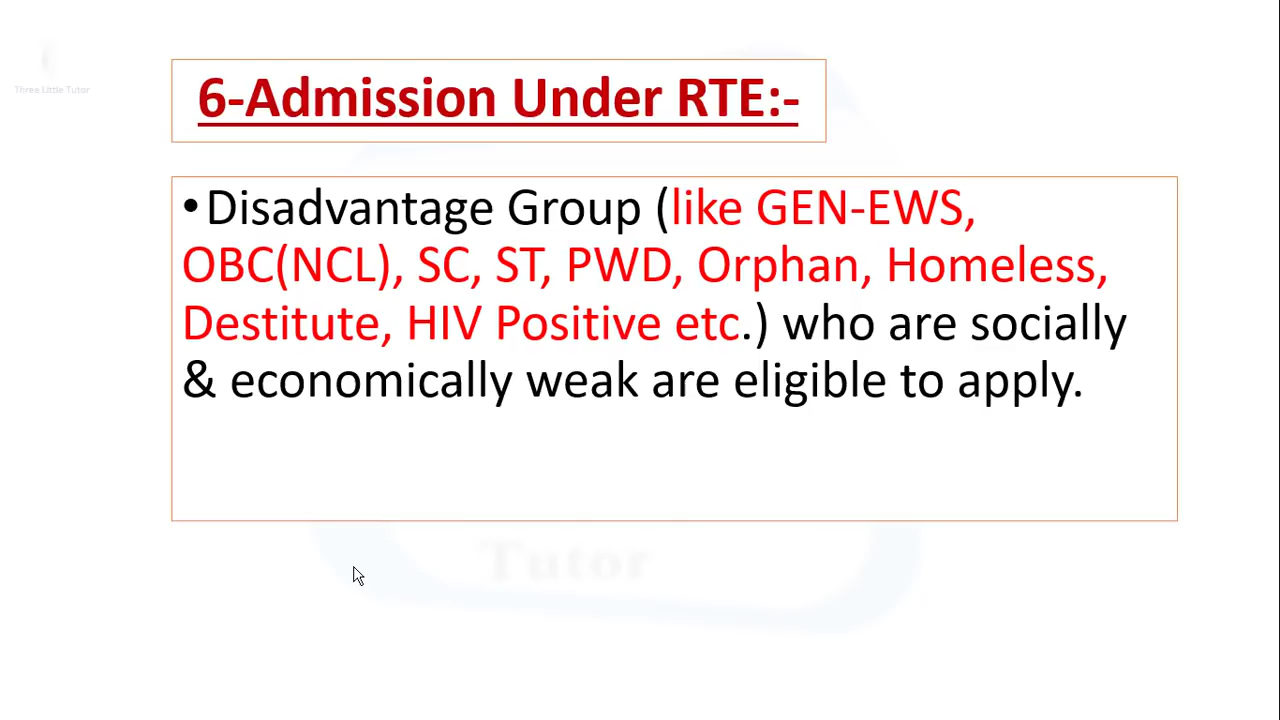 Three Little Tutor
6-Admission Under RTE:-
•Disadvantage Group (like GEN-EWS,
OBC(NCL), SC, ST, PWD, Orphan, Homeless,
Destitute, HIV Positive etc.) who are socially
& economically weak are eligible to apply.
Tutor